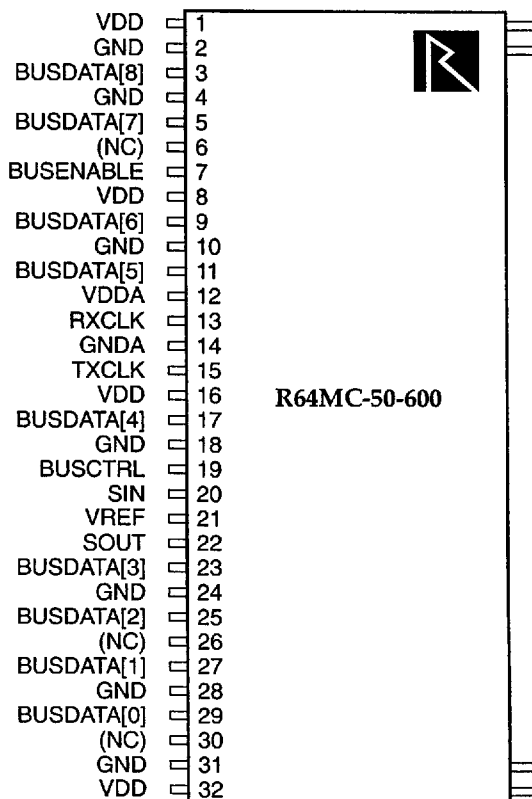 VDD 1
GND 2
BUSDATA[8] 3
GND 4
BUSDATA[7] 5
(NC) 6
BUSENABLE 7
VDD 8
BUSDATA[6] 9
GND 10
BUSDATA[5] 11
VDDA 12
RXCLK 13
GNDA 14
TXCLK 15
VDD 16
R64MC-50-600
BUSDATA[4] 17
GND 18
BUSCTRL 19
SIN 20
VREF 21
SOUT 22
BUSDATA[3] 23
GND 24
BUSDATA[2] 25
(NC) 26
BUSDATA[1] 27
GND 28
BUSDATA[0] 29
(NC) 30
GND 31
VDD 32